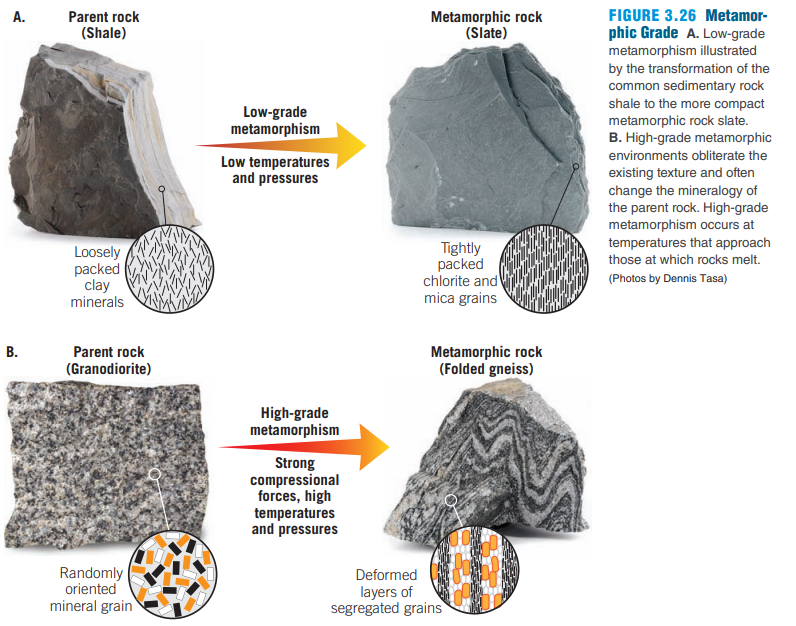 A.
Parent rock
(Shale)
Metamorphic rock
(Slate)
Low-grade
metamorphism
Low temperatures
and pressures
Loosely
packed
clay
minerals
Tightly
packed
chlorite and
mica grains
B.
Parent rock
(Granodiorite)
Metamorphic rock
(Folded gneiss)
High-grade
metamorphism
Strong
compressional
forces, high
temperatures
and pressures
Randomly
oriented
mineral grain
Deformed
layers of
segregated grains
FIGURE 3.26 Metamor-
phic Grade A. Low-grade
metamorphism illustrated
by the transformation of the
common sedimentary rock
shale to the more compact
metamorphic rock slate.
B. High-grade metamorphic
environments obliterate the
existing texture and often
change the mineralogy of
the parent rock. High-grade
metamorphism occurs at
temperatures that approach
those at which rocks melt.
(Photos by Dennis Tasa)